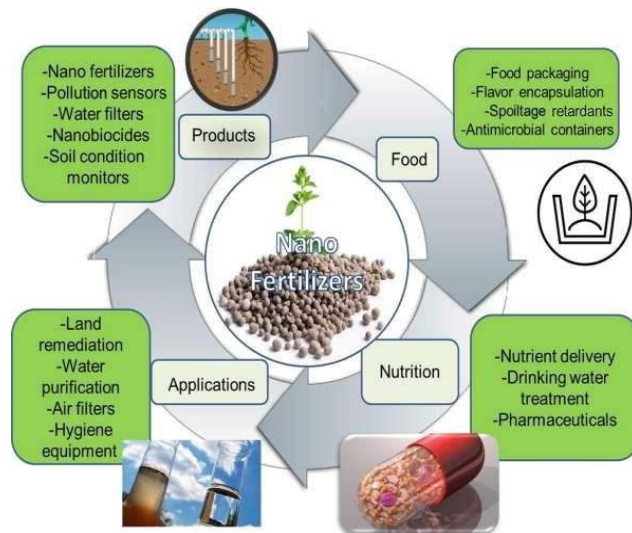 -Nano fertilizers
-Pollution sensors
-Water filters
-Nanobiocides
-Soil condition
monitors
Products
Food
-Food packaging
-Flavor encapsulation
-Spoiltage retardants
-Antimicrobial containers
Nano
Fertilizers
-Land
remediation
-Water
purification
-Air filters
-Hygiene
equipment
Applications
Nutrition
-Nutrient delivery
-Drinking water
treatment
-Pharmaceuticals